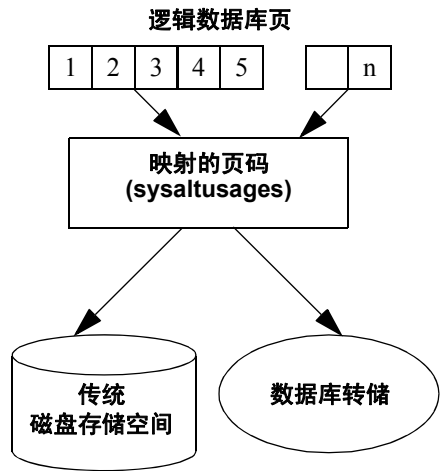 逻辑数据库页
1 2 3 4 5 n
映射的页码
(sysaltusages)
传统
磁盘存储空间
数据库转储